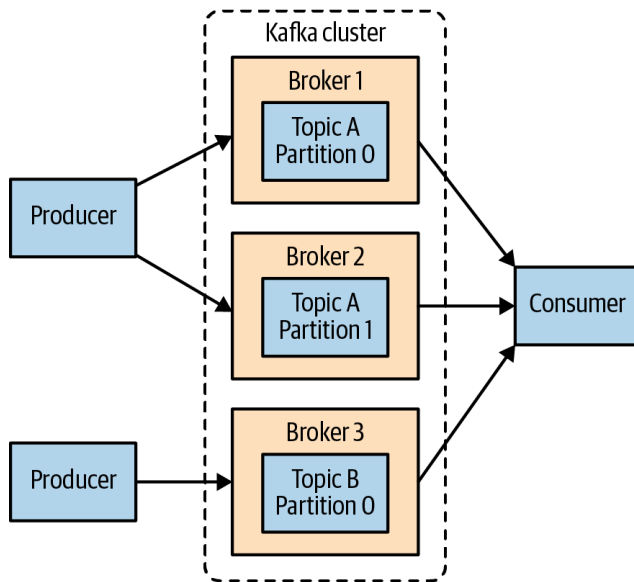 Kafka cluster
Broker 1
Topic A
Partition 0
Producer
Broker 2
Topic A
Partition 1
Consumer
Broker 3
Topic B
Partition 0
Producer